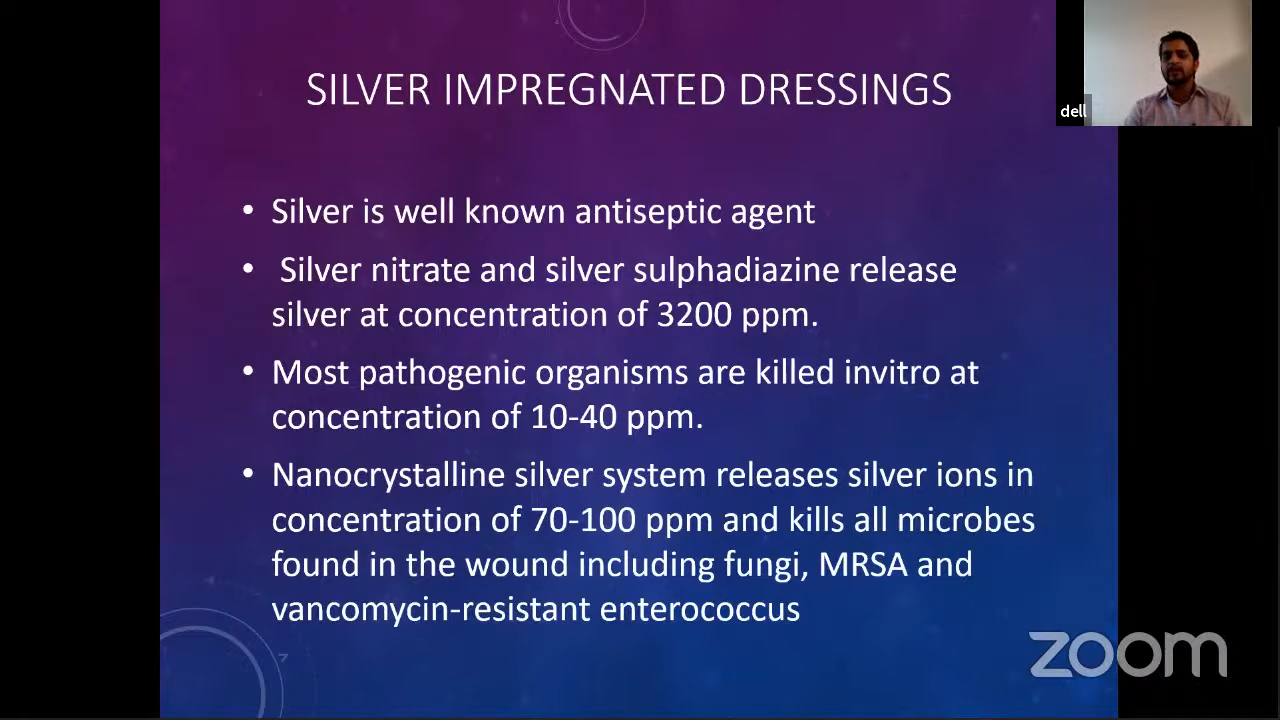 SILVER IMPREGNATED DRESSINGS
dell
• Silver is well known antiseptic agent
• Silver nitrate and silver sulphadiazine release
silver at concentration of 3200 ppm.
• Most pathogenic organisms are killed invitro at
concentration of 10-40 ppm.
• Nanocrystalline silver system releases silver ions in
concentration of 70-100 ppm and kills all microbes
found in the wound including fungi, MRSA and
vancomycin-resistant enterococcus
zoom